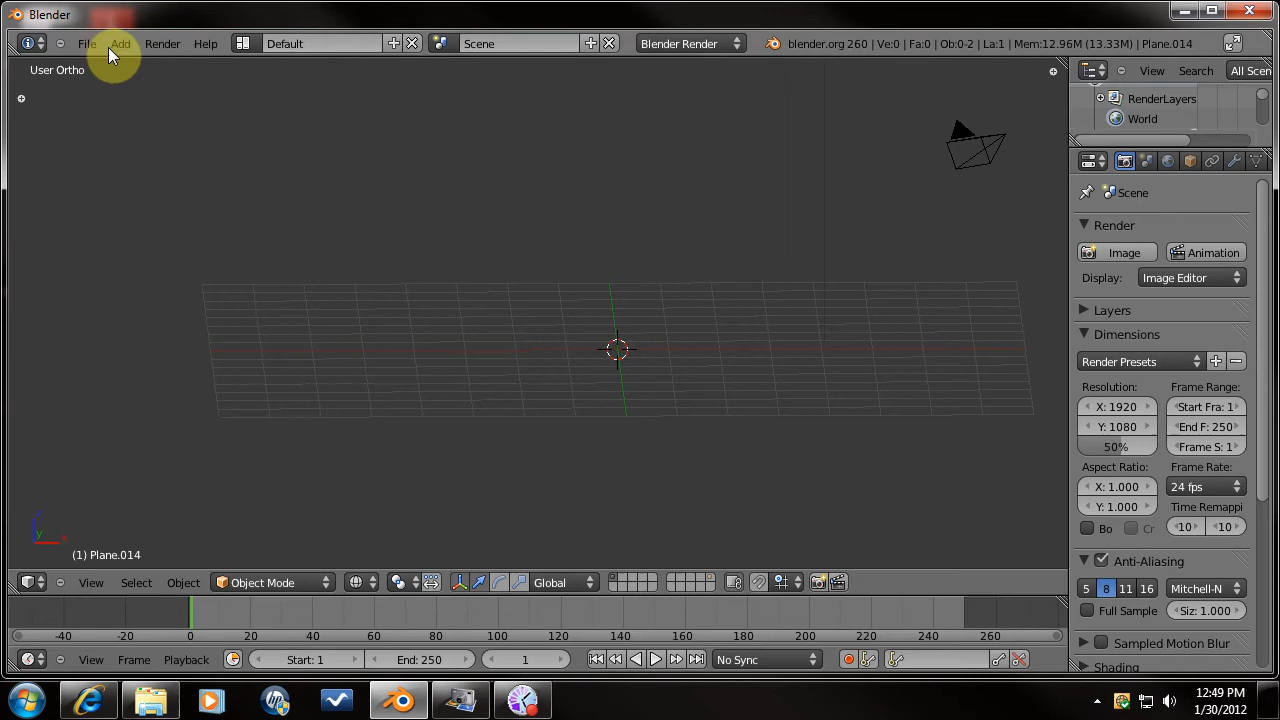 Blender
File Add Render Help Default Scene Blender Render blender.org 260 | Ve:0 | Fa:0 | Ob:0-2 | La:1 | Mem:12.96M (13.33M) | Plane.014
User Ortho
View Search All Scen
RenderLayers
World
Scene
Render
Image Animation
Display: Image Editor
Layers
Dimensions
Render Presets
Resolution: Frame Range:
X: 1920 Start Fra: 1
Y: 1080 End F: 250
50% Frame S: 1
Aspect Ratio: Frame Rate:
X: 1.000 24 fps
Y: 1.000 Time Remappi
Bo Cr 10 10
z
y x
(1) Plane.014
Anti-Aliasing
View Select Object Object Mode Global
5 8 11 16 Mitchell-N
Full Sample Siz: 1.000
-40 -20 0 20 40 60 80 100 120 140 160 180 200 220 240 260
Sampled Motion Blur
View Frame Playback Start: 1 End: 250 1 No Sync
Shading
12:49 PM
1/30/2012